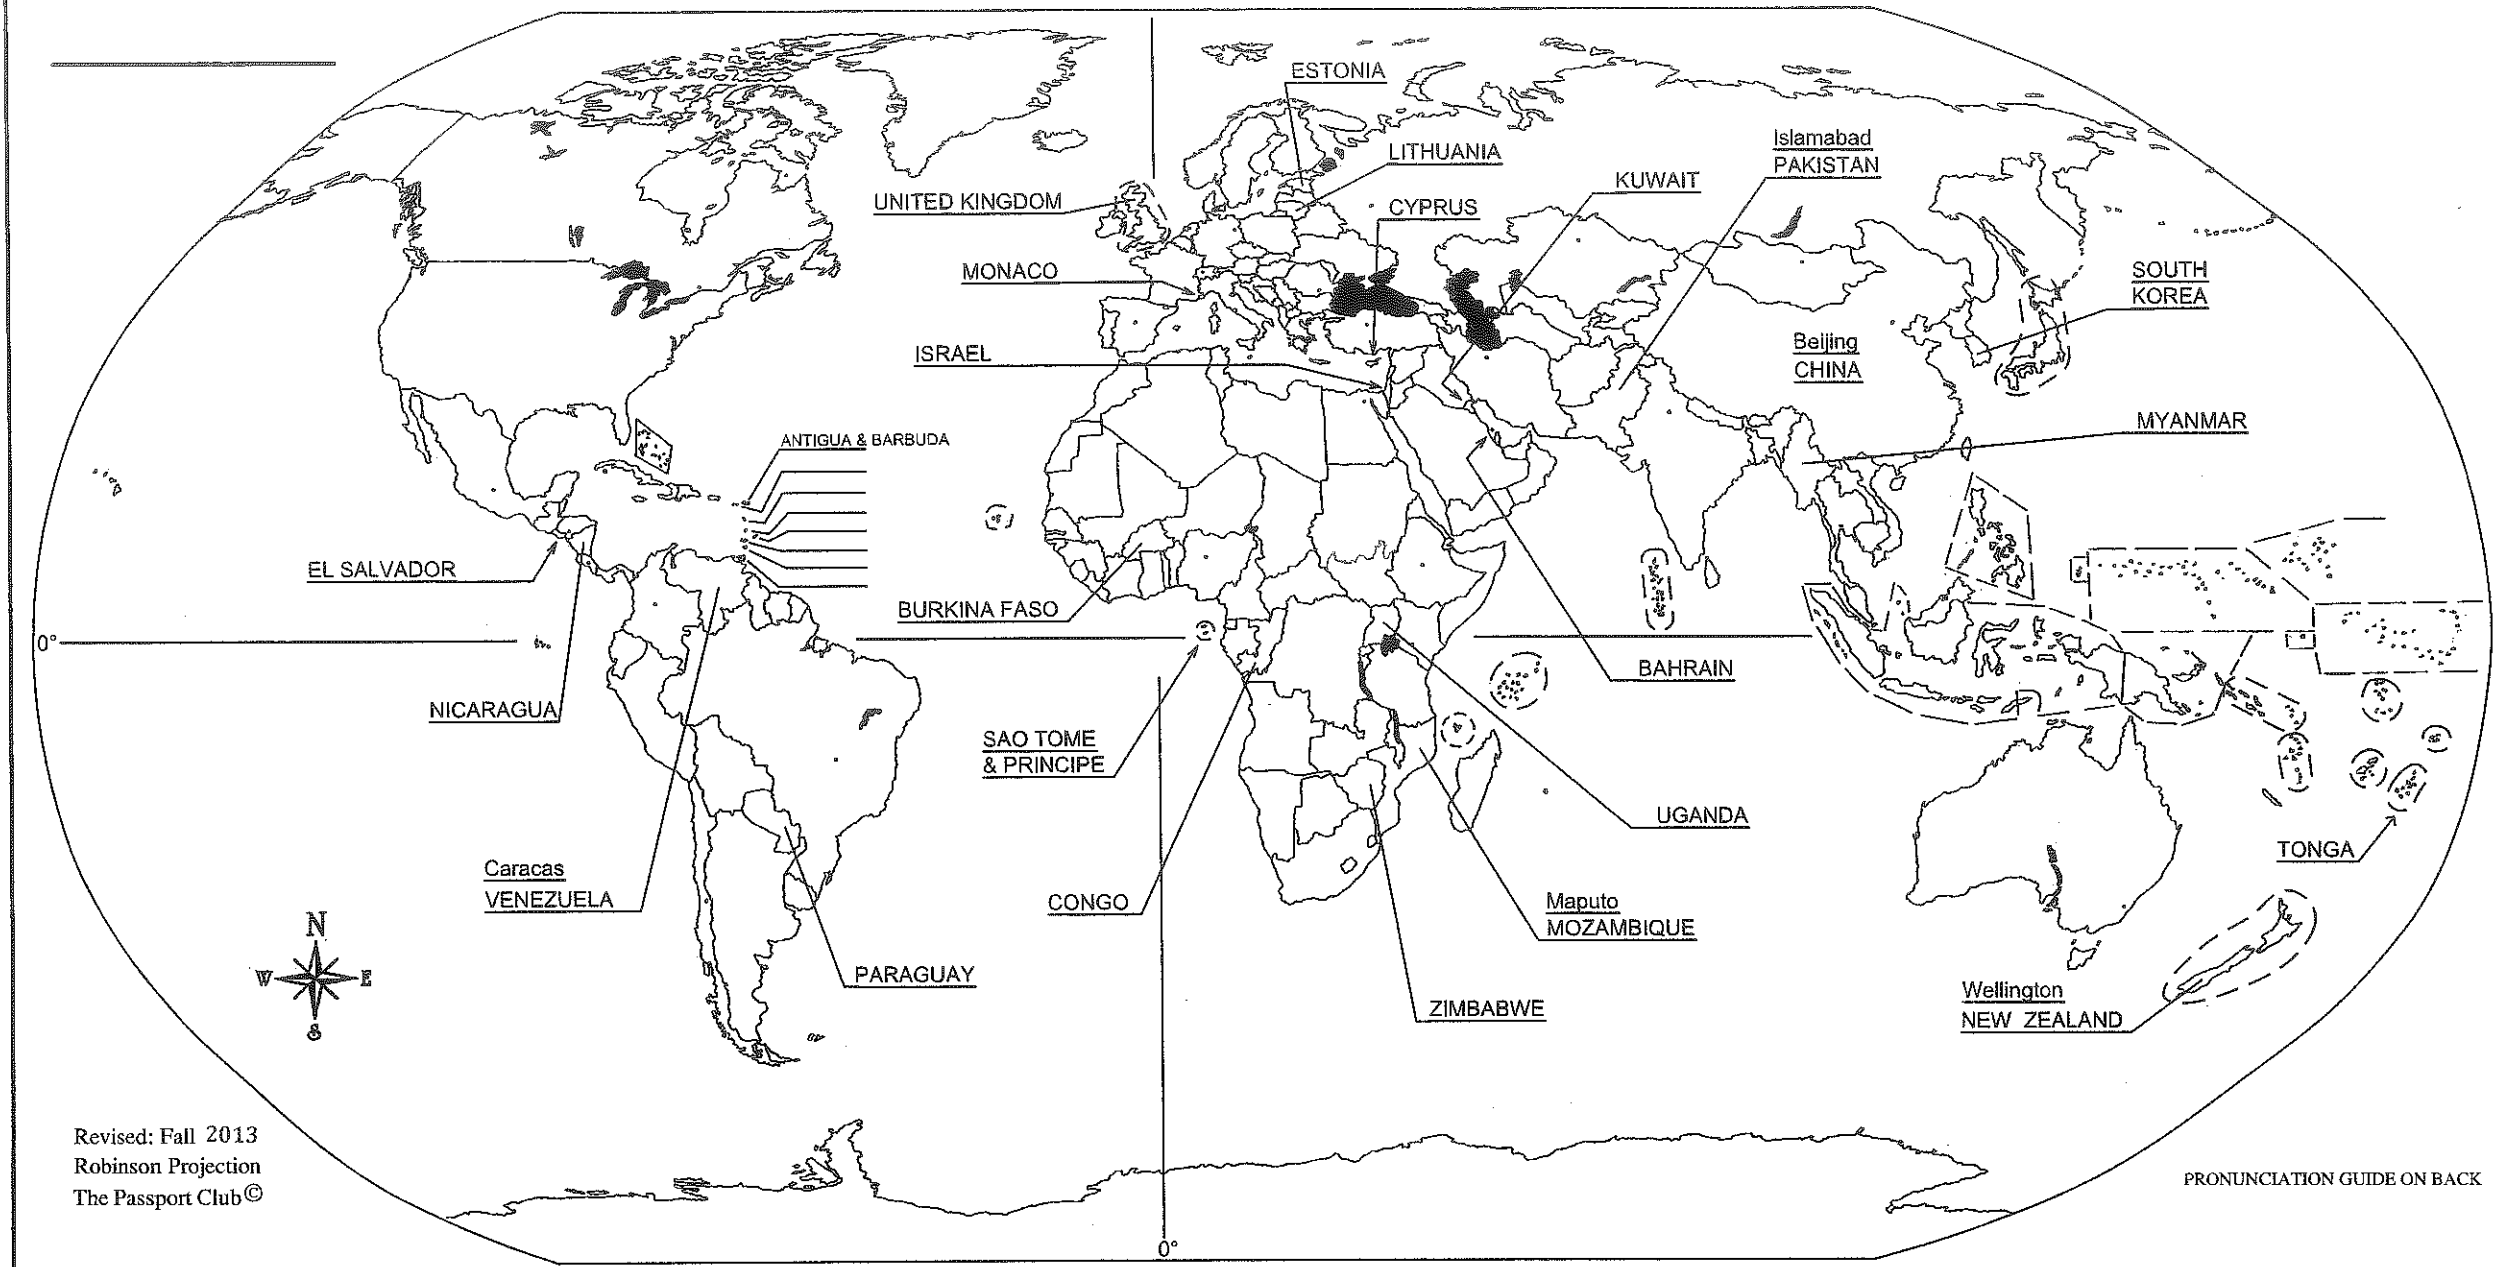 ESTONIA
Islamabad
PAKISTAN
LITHUANIA
KUWAIT
UNITED KINGDOM
CYPRUS
MONACO
SOUTH
KOREA
ISRAEL
Beijing
CHINA
MYANMAR
ANTIGUA & BARBUDA
EL SALVADOR
BURKINA FASO
0°
BAHRAIN
NICARAGUA
SAO TOME
& PRINCIPE
UGANDA
TONGA
Caracas
VENEZUELA
CONGO
Maputo
MOZAMBIQUE
N
W E
S
PARAGUAY
ZIMBABWE
Wellington
NEW ZEALAND
Revised: Fall 2013
Robinson Projection
The Passport Club©
PRONUNCIATION GUIDE ON BACK
0°